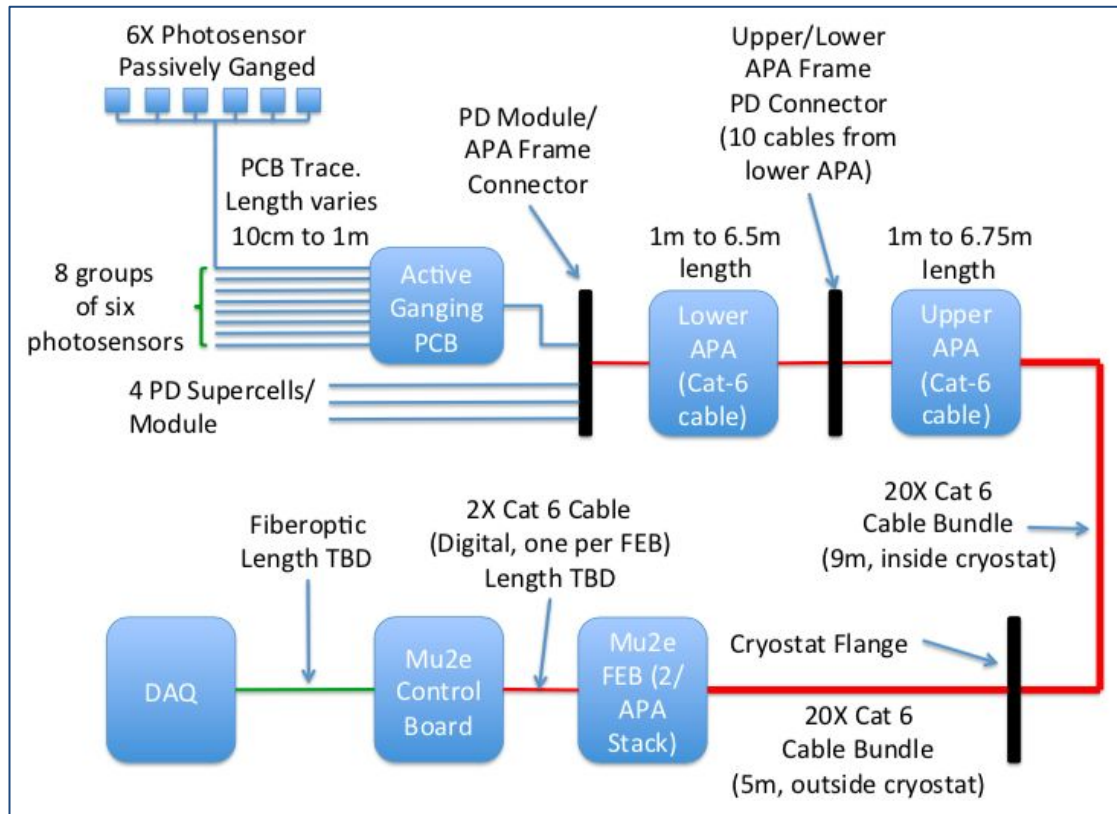 6X Photosensor
Passively Ganged
PCB Trace.
Length varies
10cm to 1m
8 groups
of six
photosensors
Active
Ganging
PCB
4 PD Supercells/
Module
PD Module/
APA Frame
Connector
Upper/Lower
APA Frame
PD Connector
(10 cables from
lower APA)
1m to 6.5m
length
Lower
APA
(Cat-6
cable)
1m to 6.75m
length
Upper
APA
(Cat-6
cable)
20X Cat 6
Cable Bundle
(9m, inside cryostat)
Cryostat Flange
20X Cat 6
Cable Bundle
(5m, outside cryostat)
Mu2e
FEB (2/
APA
Stack)
2X Cat 6 Cable
(Digital, one per FEB)
Length TBD
Mu2e
Control
Board
Fiberoptic
Length TBD
DAQ